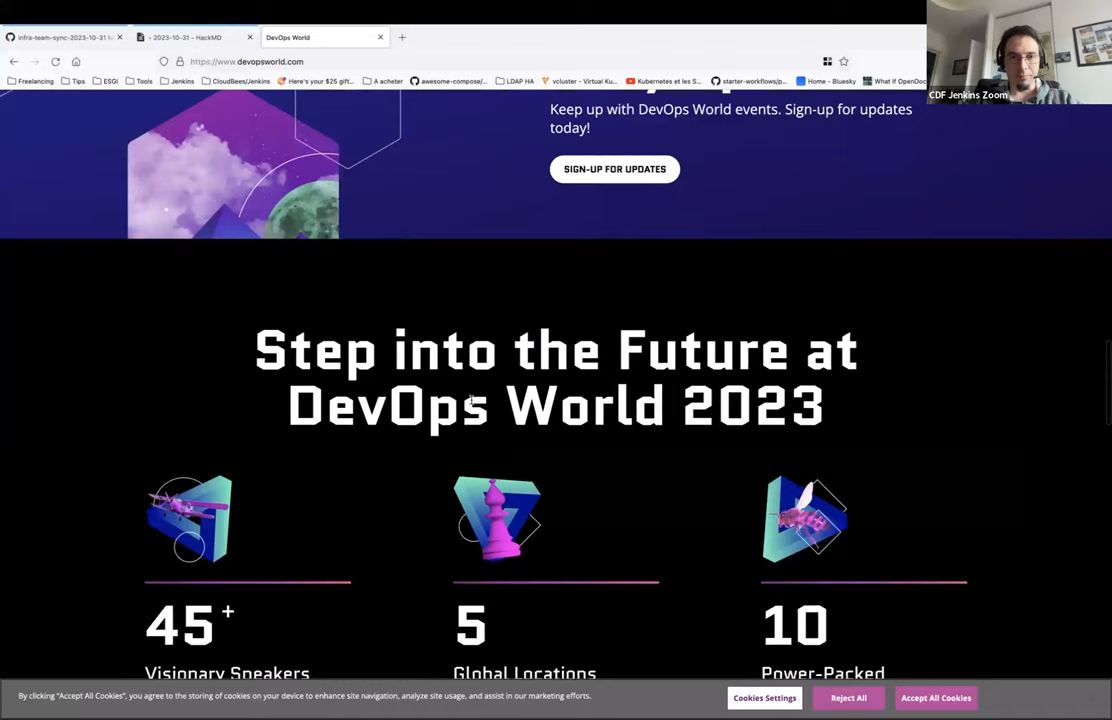 infra-team-sync-2023-10-31
2023-10-31 - HackMD
DevOps World
https://www.devopsworld.com
Freelancing
Tips
ESGI
Tools
Jenkins
CloudBees/Jenkins
Here's your $25 gift...
A acheter
awesome-compose/...
LDAP HA
vcluster - Virtual Ku...
Kubernetes et les S...
starter-workflows/p...
Home - Bluesky
What If OpenDoc
CDF Jenkins Zoom
Keep up with DevOps World events. Sign-up for updates
today!
SIGN-UP FOR UPDATES
Step into the Future at
DevOps World 2023
45+
5
10
Visionary Speakers
Global Locations
Power-Packed
By clicking "Accept All Cookies", you agree to the storing of cookies on your device to enhance site navigation, analyze site usage, and assist in our marketing efforts.
Cookies Settings
Reject All
Accept All Cookies